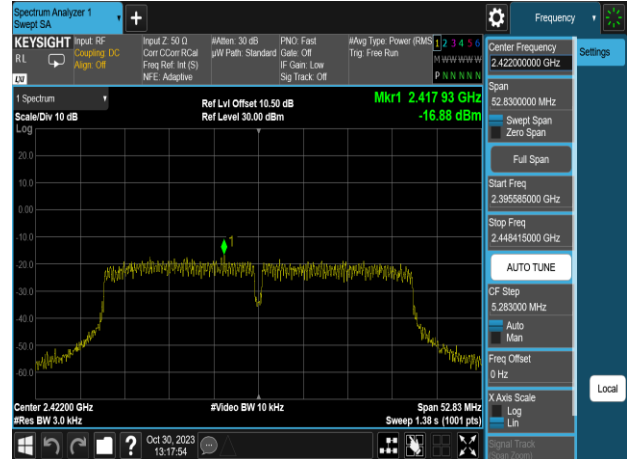 Spectrum Analyzer 1
Swept SA
+
Frequency
KEYSIGHT
R L
Input: RF
Coupling: DC
Align: Off
Input Z: 50 Ω
Corr CCorr RCal
Freq Ref: Int (S)
NFE: Adaptive
#Atten: 30 dB
µW Path: Standard
PNO: Fast
Gate: Off
IF Gain: Low
Sig Track: Off
#Avg Type: Power (RMS
Trig: Free Run
1 2 3 4 5 6
M W W W W W
P N N N N N
LXI
1 Spectrum
Scale/Div 10 dB
Ref Lvl Offset 10.50 dB
Ref Level 30.00 dBm
Mkr1 2.417 93 GHz
-16.88 dBm
Log
20.0
10.0
0.00
-10.0
-20.0
-30.0
-40.0
-50.0
-60.0
1
Center 2.42200 GHz
#Res BW 3.0 kHz
#Video BW 10 kHz
Span 52.83 MHz
Sweep 1.38 s (1001 pts)
Center Frequency
2.422000000 GHz
Settings
Span
52.8300000 MHz
Swept Span
Zero Span
Full Span
Start Freq
2.395585000 GHz
Stop Freq
2.448415000 GHz
AUTO TUNE
CF Step
5.283000 MHz
Auto
Man
Freq Offset
0 Hz
X Axis Scale
Log
Lin
Local
Signal Track
(Span Zoom)
?
Oct 30, 2023
13:17:54